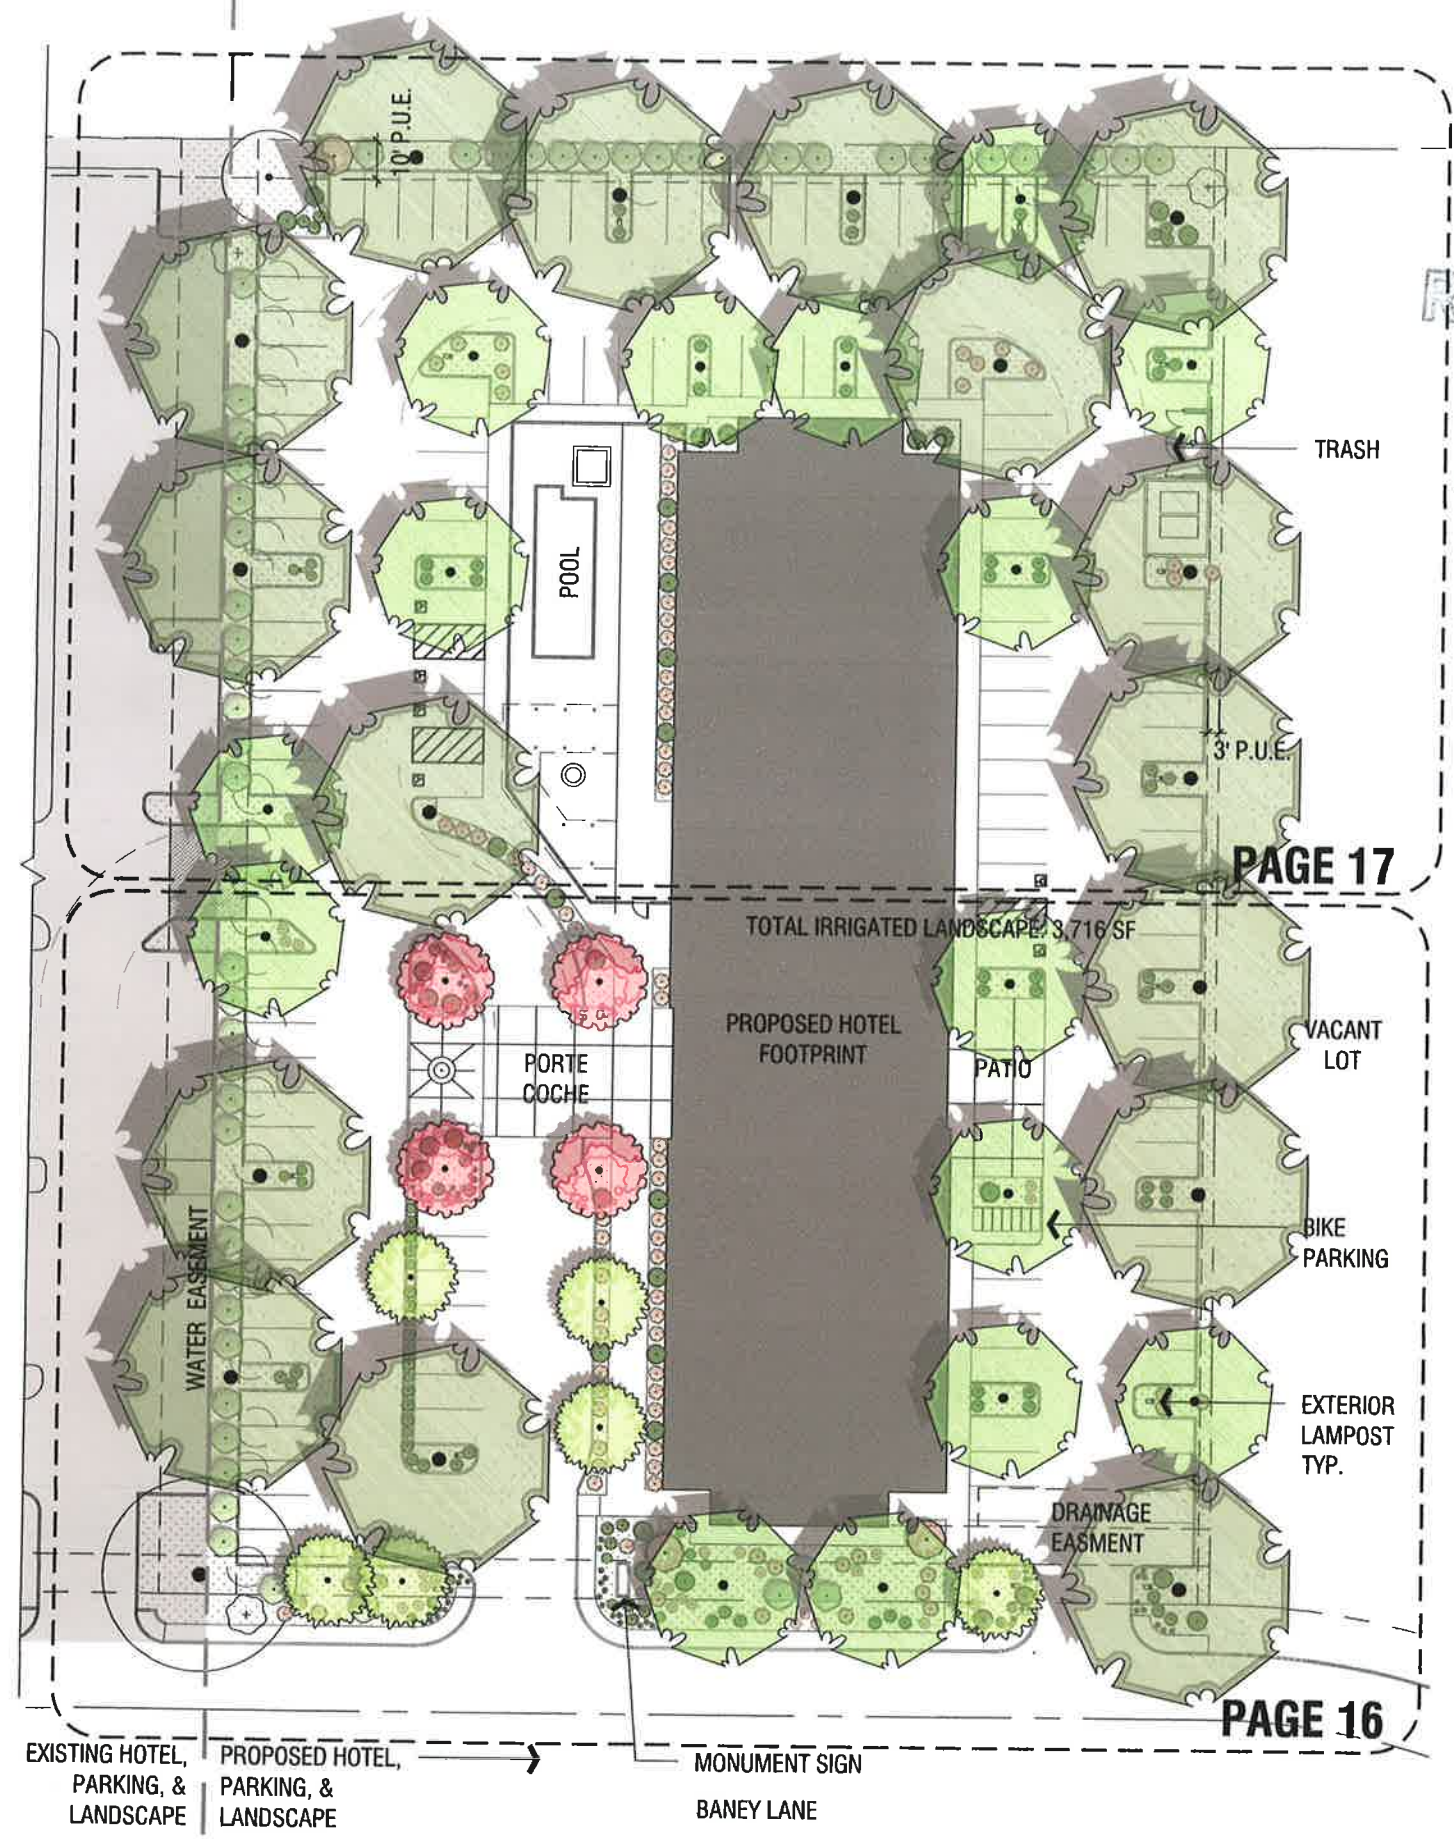 10' P.U.E.
TRASH
POOL
3' P.U.E.
PAGE 17
TOTAL IRRIGATED LANDSCAPE: 3,716 SF
PROPOSED HOTEL
FOOTPRINT
VACANT
LOT
PORTE
COCHE
PATIO
BIKE
PARKING
WATER EASEMENT
EXTERIOR
LAMPOST
TYP.
DRAINAGE
EASMENT
PAGE 16
EXISTING HOTEL,
PARKING, &
LANDSCAPE
PROPOSED HOTEL,
PARKING, &
LANDSCAPE
MONUMENT SIGN
BANEY LANE